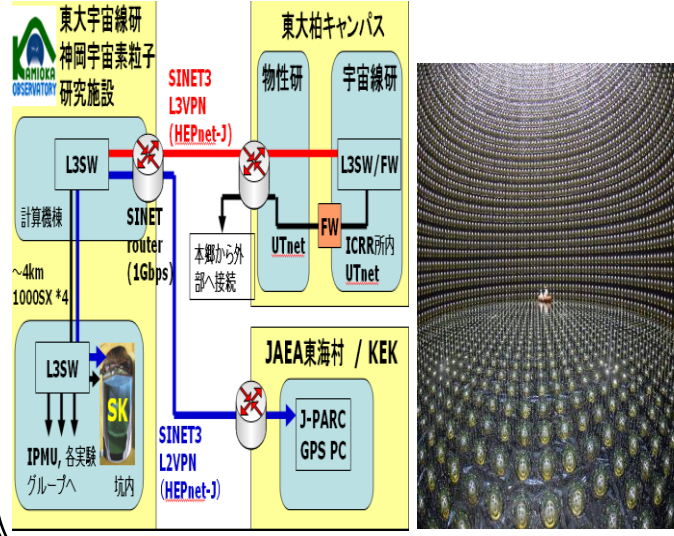 KAMIOKA
OBSERVATORY
東大宇宙線研
神岡宇宙素粒子
研究施設
L3SW
計算機棟
SINET
router
(1Gbps)
～4km
1000SX *4
L3SW
SK
IPMU, 各実験
グループへ
坑内
SINET3
L3VPN
(HEPnet-J)
東大柏キャンパス
物性研
宇宙線研
L3SW/FW
FW
UTnet
ICRR所内
UTnet
本郷から外
部へ接続
SINET3
L2VPN
(HEPnet-J)
JAEA東海村 / KEK
J-PARC
GPS PC